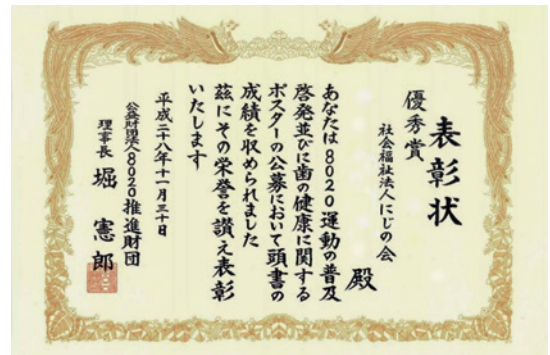 表彰状
優秀賞
社会福祉法人にじの会
殿
あなたは8020運動の普及
啓発並びに歯の健康に関する
ポスターの公募において頭書の
成績を収められました
茲にその栄誉を讃え表彰
いたします
平成二十八年十一月三十日
公益財団法人8020推進財団
理事長 堀 憲郎